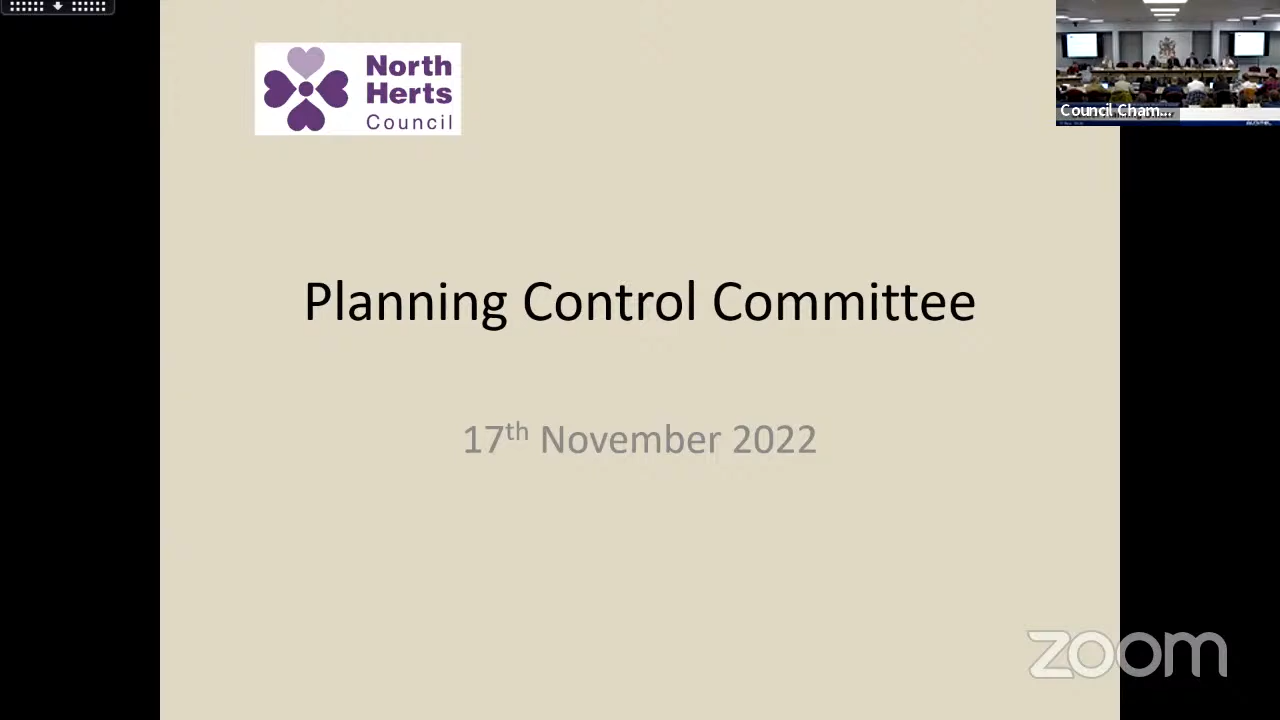 North
Herts
Council
Council Cham...
Planning Control Committee
17th November 2022
zoom